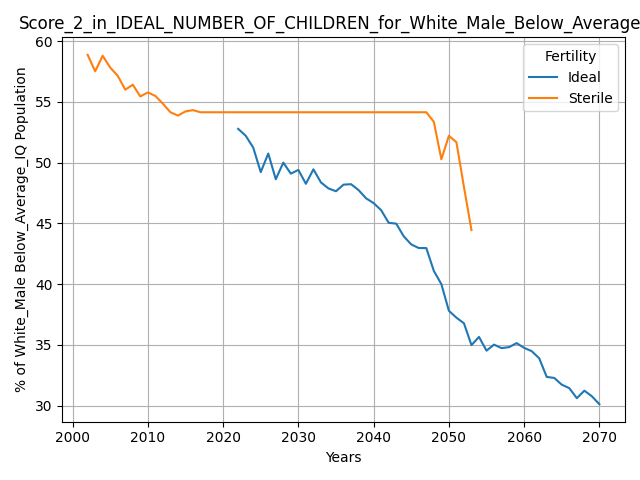 Score_2_in_IDEAL_NUMBER_OF_CHILDREN_for_White_Male_Below_Average
% of White_Male Below_Average_IQ Population
60
55
50
45
40
35
30
Fertility
Ideal
Sterile
2000 2010 2020 2030 2040 2050 2060 2070
Years